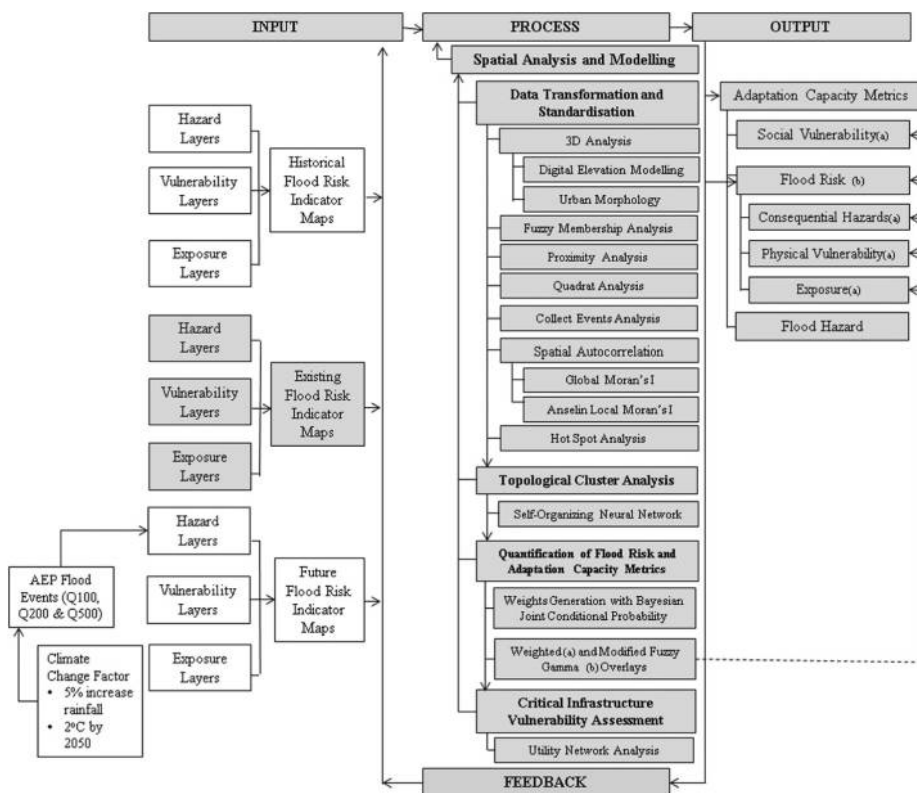 INPUT
PROCESS
OUTPUT
Hazard
Layers
Vulnerability
Layers
Exposure
Layers
Historical
Flood Risk
Indicator
Maps
Hazard
Layers
Vulnerability
Layers
Exposure
Layers
Existing
Flood Risk
Indicator
Maps
Hazard
Layers
Vulnerability
Layers
Exposure
Layers
Future
Flood Risk
Indicator
Maps
AEP Flood
Events (Q100,
Q200 & Q500)
Climate
Change Factor
• 5% increase
rainfall
• 2°C by
2050
Spatial Analysis and Modelling
Data Transformation and
Standardisation
3D Analysis
Digital Elevation Modelling
Urban Morphology
Fuzzy Membership Analysis
Proximity Analysis
Quadrat Analysis
Collect Events Analysis
Spatial Autocorrelation
Global Moran's I
Anselin Local Moran's I
Hot Spot Analysis
Topological Cluster Analysis
Self-Organizing Neural Network
Quantification of Flood Risk and
Adaptation Capacity Metrics
Weights Generation with Bayesian
Joint Conditional Probability
Weighted (a) and Modified Fuzzy
Gamma (b) Overlays
Critical Infrastructure
Vulnerability Assessment
Utility Network Analysis
Adaptation Capacity Metrics
Social Vulnerability(a)
Flood Risk (b)
Consequential Hazards(a)
Physical Vulnerability(a)
Exposure(a)
Flood Hazard
FEEDBACK